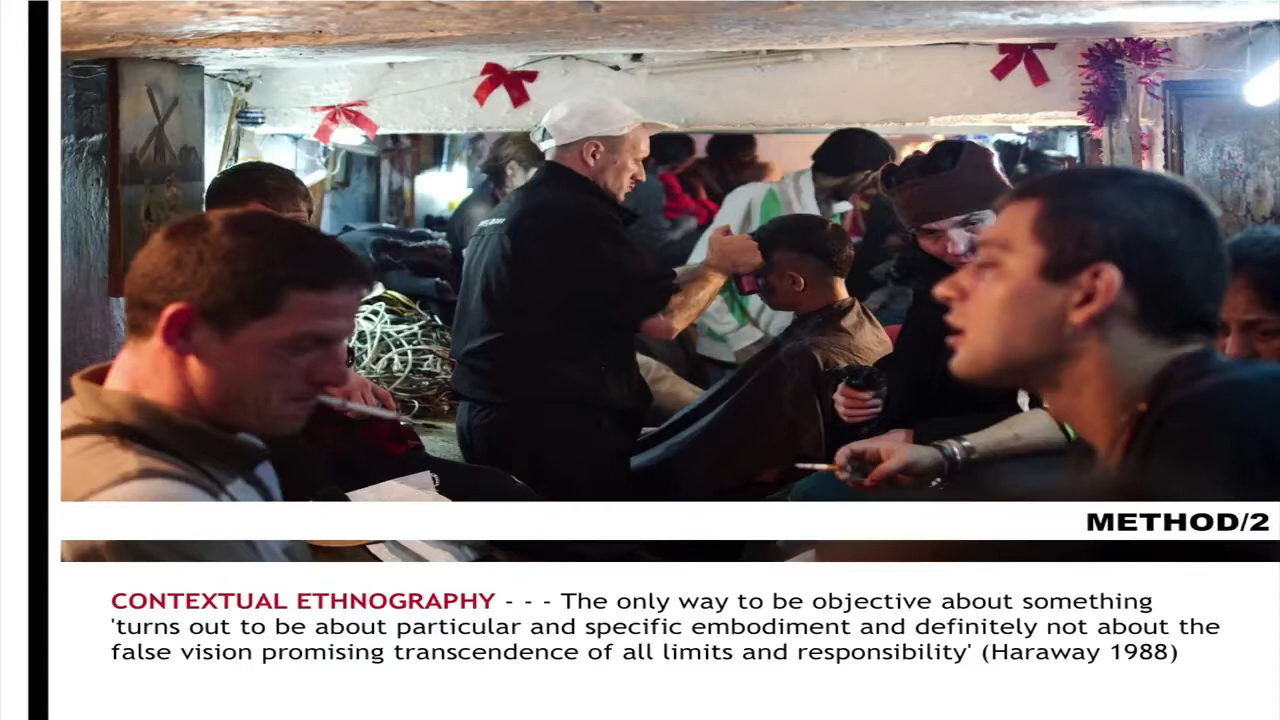 METHOD/2
CONTEXTUAL ETHNOGRAPHY - - - The only way to be objective about something
'turns out to be about particular and specific embodiment and definitely not about the
false vision promising transcendence of all limits and responsibility' (Haraway 1988)